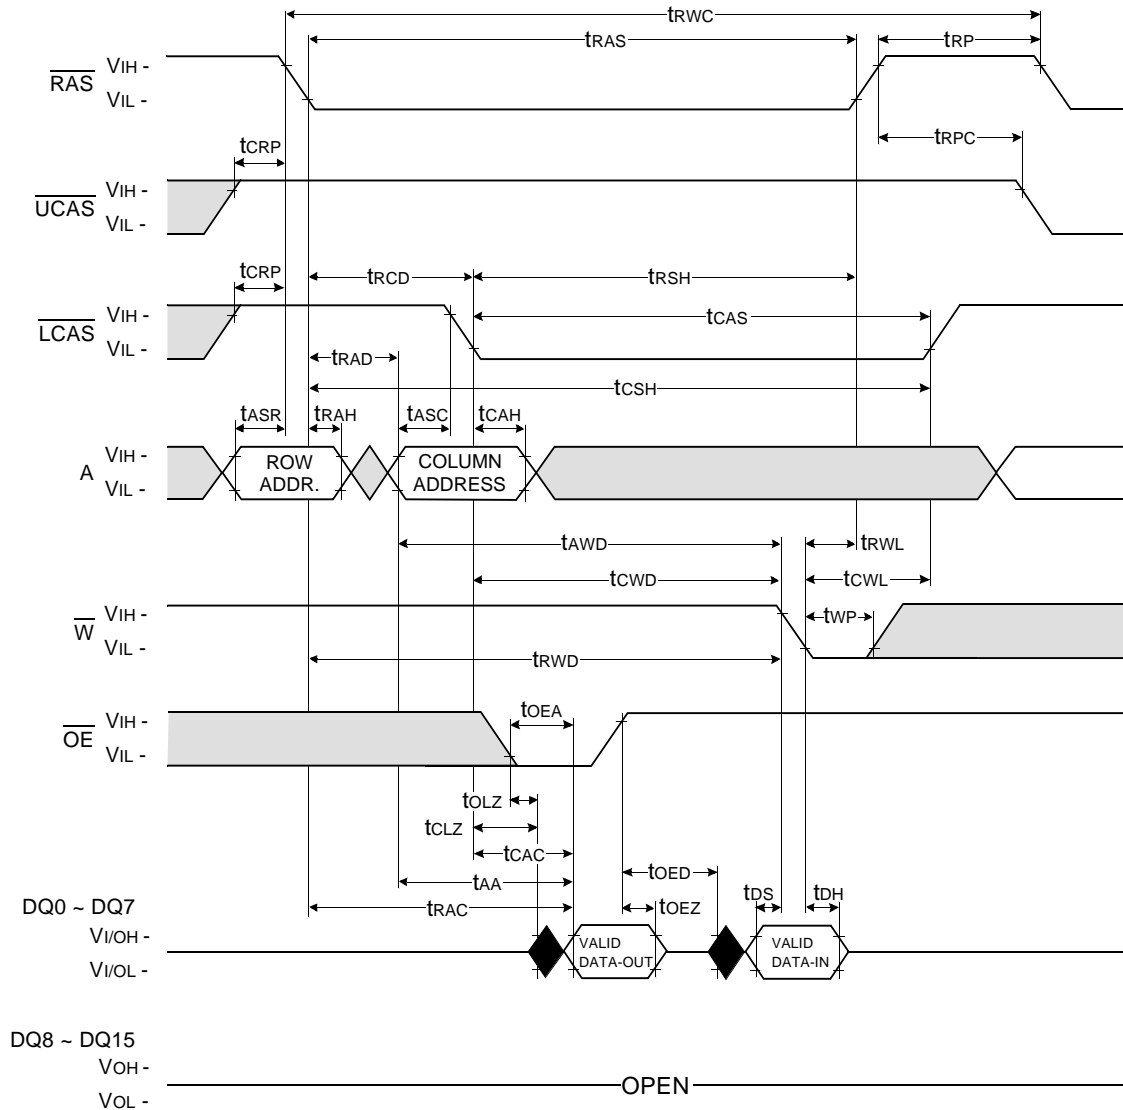 tRWC
tRAS
tRP
RAS
VIH -
VIL -
tCRP
tRPC
UCAS
VIH -
VIL -
tCRP
tRCD
tRSH
LCAS
VIH -
VIL -
tCAS
tRAD
tCSH
tASR
tRAH
tASC
tCAH
A
VIH -
VIL -
ROW
ADDR.
COLUMN
ADDRESS
tAWD
tRWL
tCWD
tCWL
W
VIH -
VIL -
tWP
tRWD
OE
VIH -
VIL -
tOEA
tOLZ
tCLZ
tCAC
tOED
tAA
tDS
tDH
tRAC
tOEZ
DQ0 ~ DQ7
VI/OH -
VI/OL -
VALID
DATA-OUT
VALID
DATA-IN
DQ8 ~ DQ15
VOH -
VOL -
OPEN